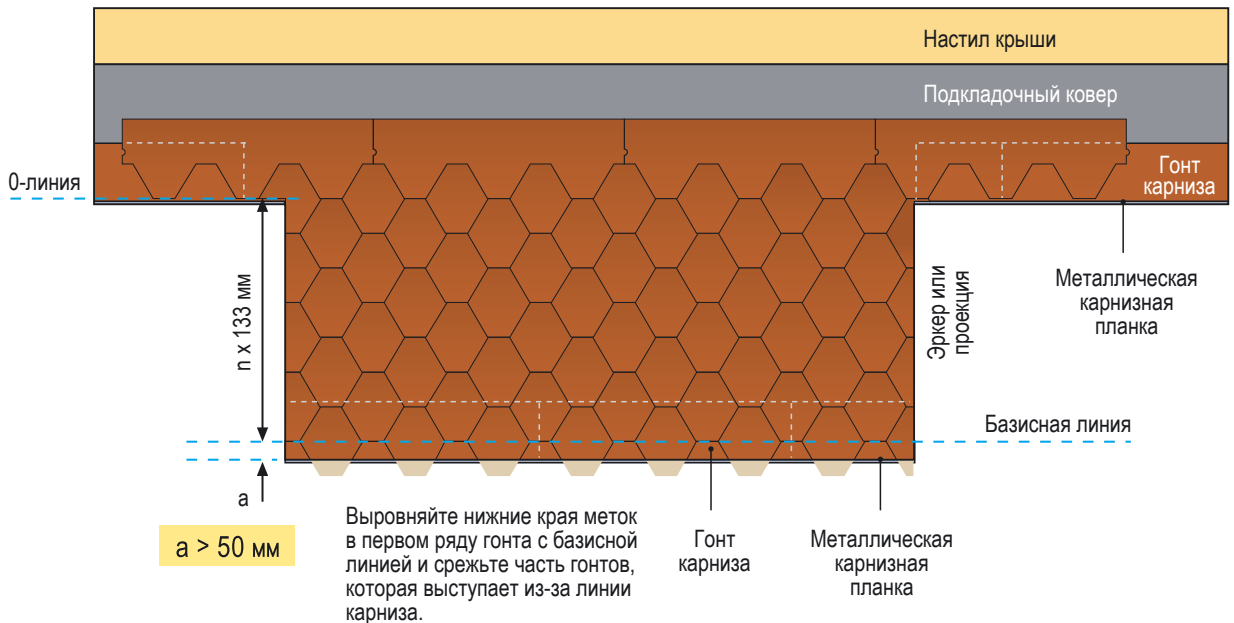 Настил крыши
Подкладочный ковер
Гонт
карниза
0-линия
Металлическая
карнизная
планка
n x 133 мм
Эркер или
проекция
Базисная линия
a
a > 50 мм
Выровняйте нижние края меток
в первом ряду гонта с базисной
линией и срежьте часть гонтов,
которая выступает из-за линии
карниза.
Гонт
карниза
Металлическая
карнизная
планка